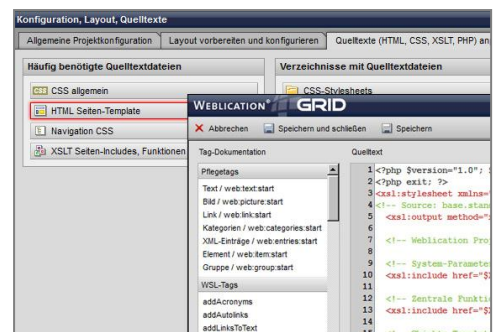 Konfiguration, Layout, Quelltexte
Allgemeine Projektkonfiguration
Layout vorbereiten und konfigurieren
Quelltexte (HTML, CSS, XSLT, PHP) an
Häufig benötigte Quelltextdateien
Verzeichnisse mit Quelltextdateien
CSS allgemein
CSS-Stylesheets
HTML Seiten-Template
Navigation CSS
XSLT Seiten-Includes, Funktionen
WEBLICATION® GRID
Abbrechen
Speichern und schließen
Speichern
Tag-Dokumentation
Quelltext
Pflegetags
Text / web:text:start
Bild / web:picture:start
Link / web:link:start
Kategorien / web:categories:start
XML-Einträge / web:entries:start
Element / web:item:start
Gruppe / web:group:start
WSL-Tags
addAcronyms
addAutolinks
addLinksToText
1 <?php $version="1.0"; $
2 <?php exit; ?>
3 <xsl:stylesheet xmlns=
4 <!-- Source: base.stan
5 <xsl:output method="
6
7 <!-- Weblication Pro
8
9 <!-- System-Paramete
10 <xsl:include href="$
11
12 <!-- Zentrale Funkti
13 <xsl:include href="$
14